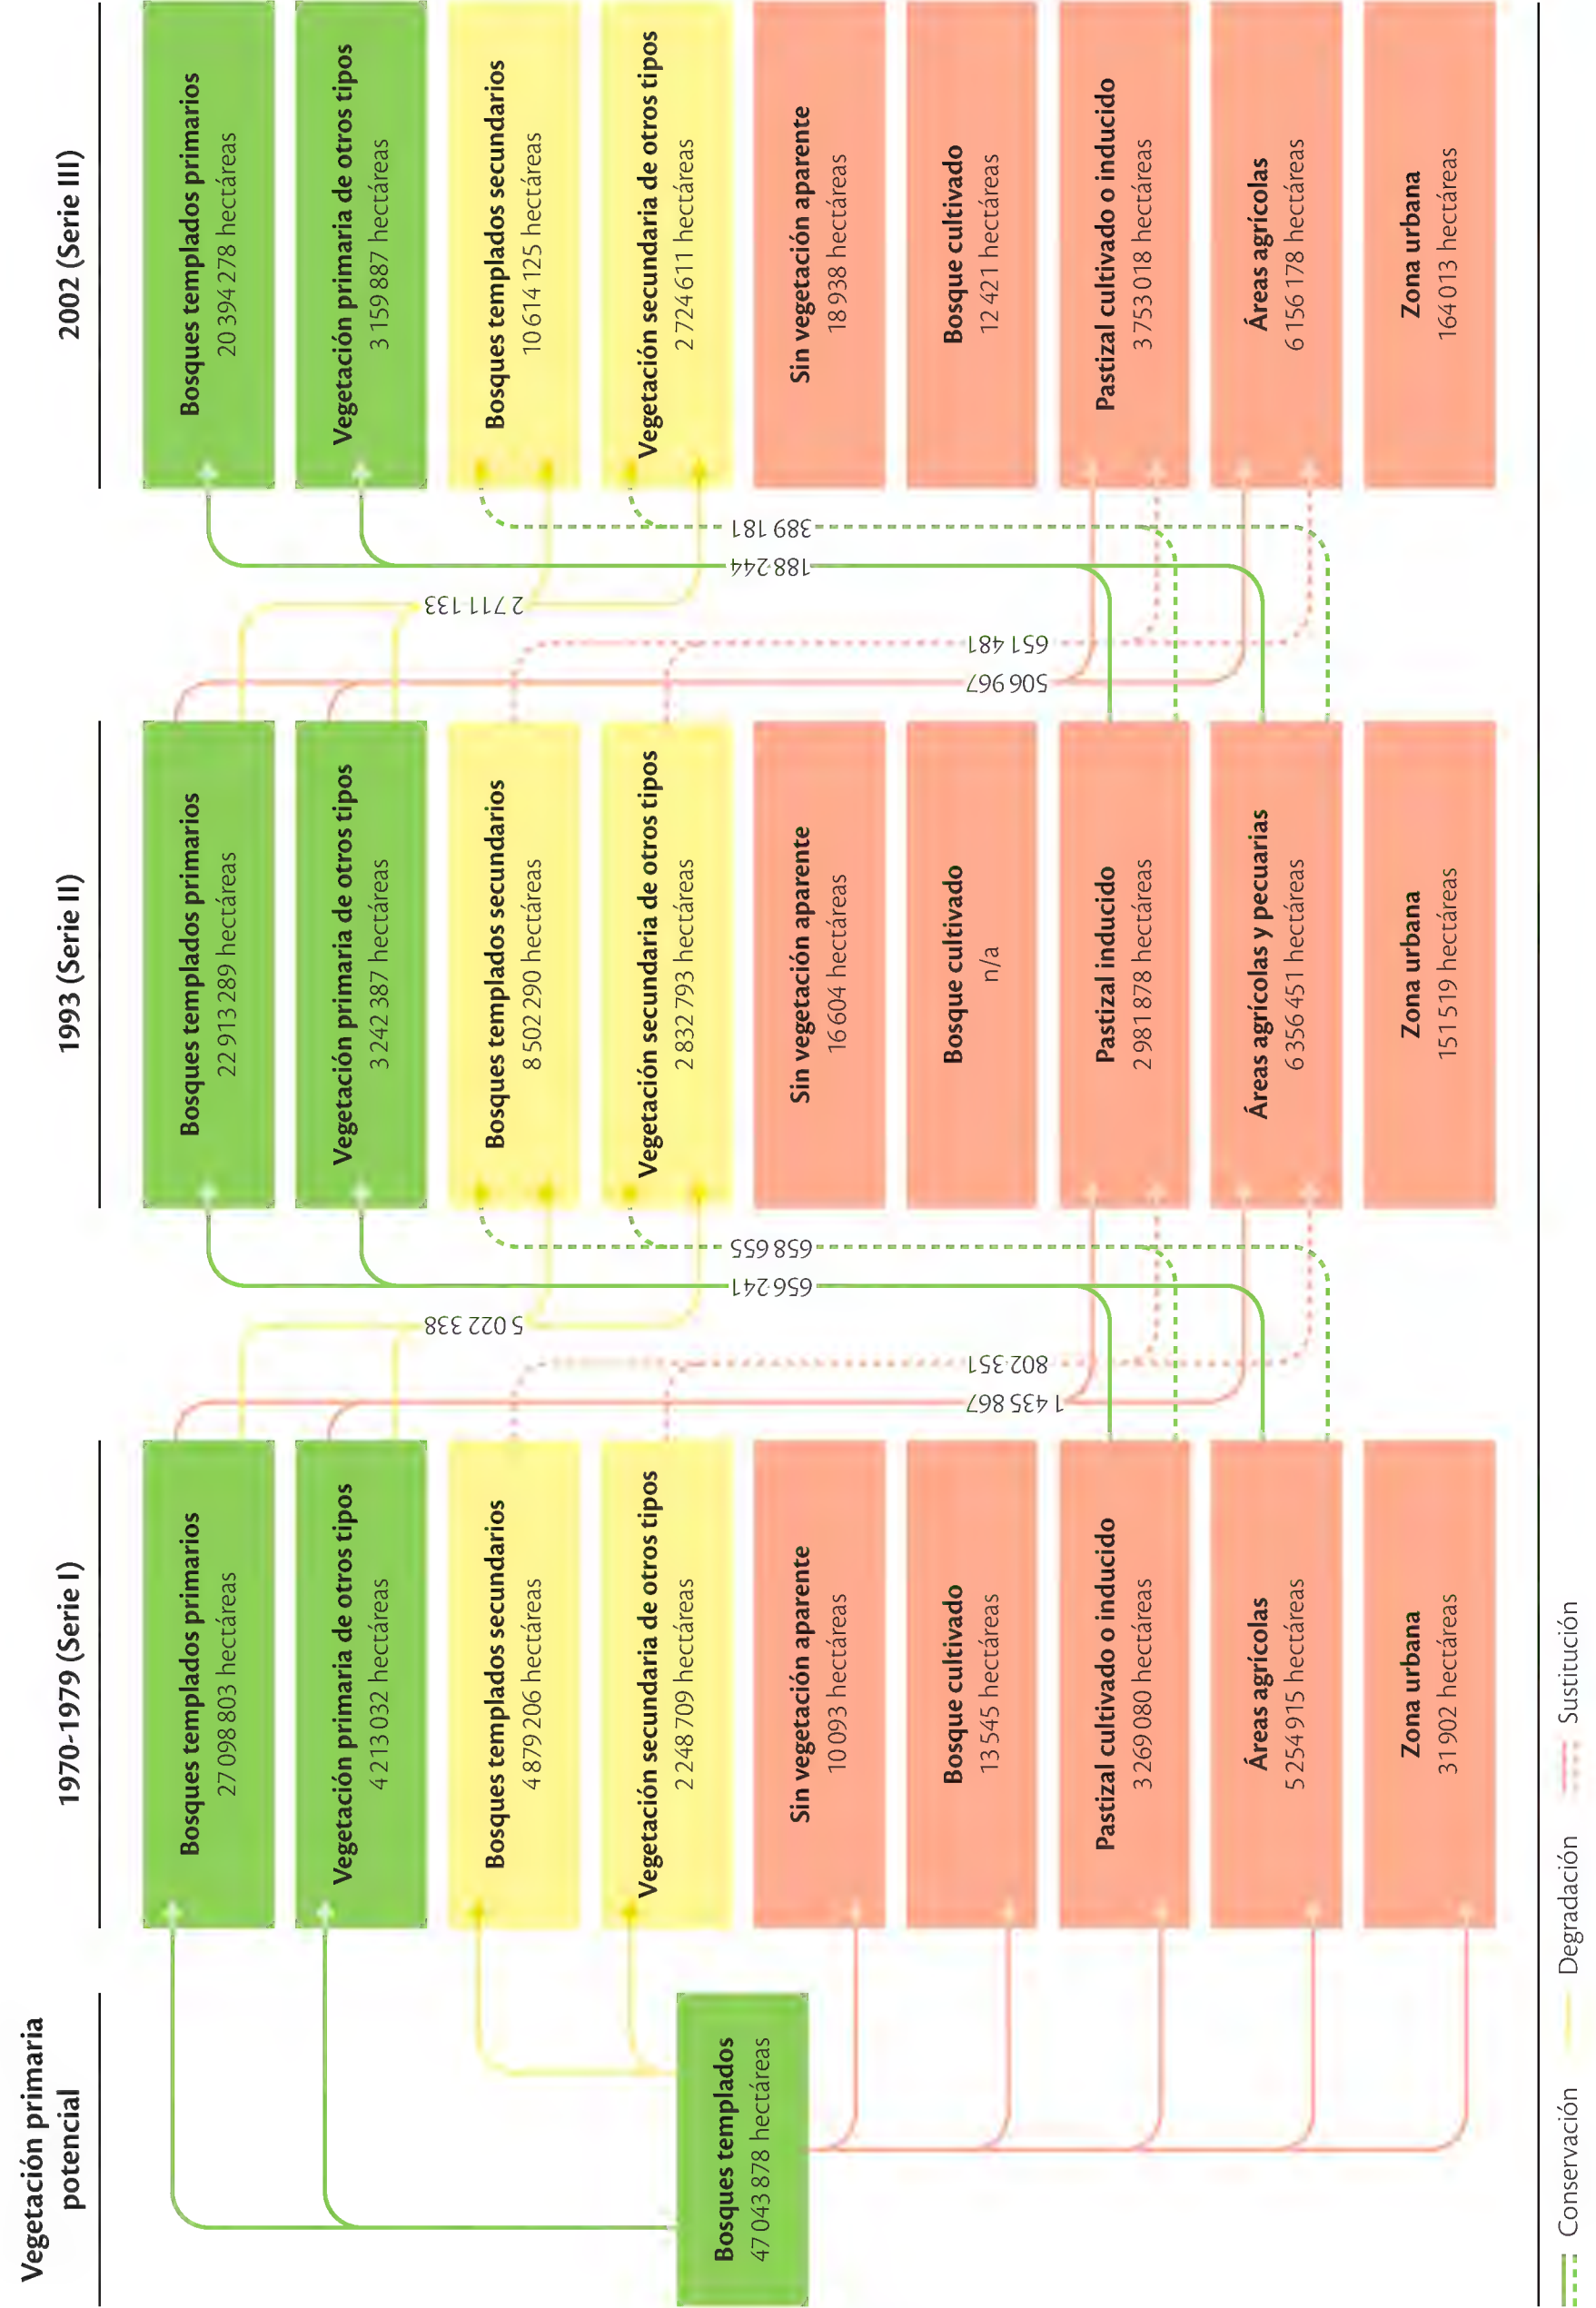 Vegetación primaria
potencial
1970-1979 (Serie I)
1993 (Serie II)
2002 (Serie III)
Bosques templados
47 043 878 hectáreas
Bosques templados primarios
27 098 803 hectáreas
Vegetación primaria de otros tipos
4 213 032 hectáreas
Bosques templados secundarios
4 879 206 hectáreas
Vegetación secundaria de otros tipos
2 248 709 hectáreas
Sin vegetación aparente
10 093 hectáreas
Bosque cultivado
13 545 hectáreas
Pastizal cultivado o inducido
3 269 080 hectáreas
Áreas agrícolas
5 254 915 hectáreas
Zona urbana
31 902 hectáreas
1 435 867
802 351
5 022 338
656 241
658 655
Bosques templados primarios
22 913 289 hectáreas
Vegetación primaria de otros tipos
3 242 387 hectáreas
Bosques templados secundarios
8 502 290 hectáreas
Vegetación secundaria de otros tipos
2 832 793 hectáreas
Sin vegetación aparente
16 604 hectáreas
Bosque cultivado
n/a
Pastizal inducido
2 981 878 hectáreas
Áreas agrícolas y pecuarias
6 356 451 hectáreas
Zona urbana
151 519 hectáreas
506 967
651 481
2 711 133
188 244
389 181
Bosques templados primarios
20 394 278 hectáreas
Vegetación primaria de otros tipos
3 159 887 hectáreas
Bosques templados secundarios
10 614 125 hectáreas
Vegetación secundaria de otros tipos
2 724 611 hectáreas
Sin vegetación aparente
18 938 hectáreas
Bosque cultivado
12 421 hectáreas
Pastizal cultivado o inducido
3 753 018 hectáreas
Áreas agrícolas
6 156 178 hectáreas
Zona urbana
164 013 hectáreas
Conservación
Degradación
Sustitución